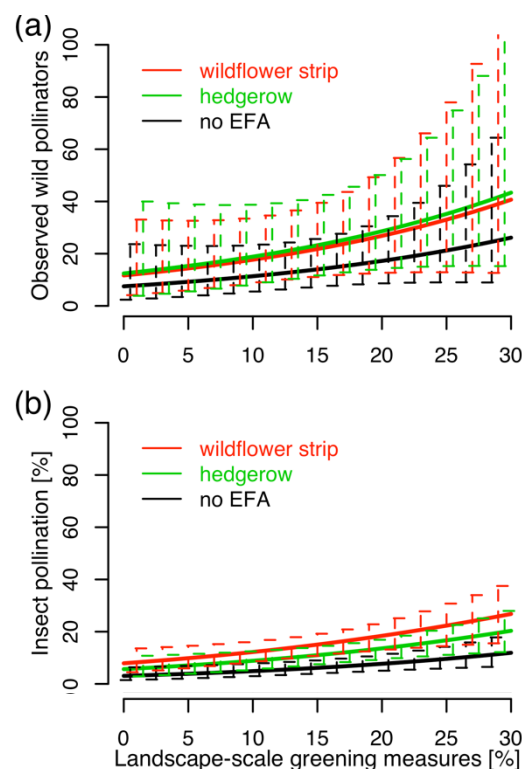 (a)
100
80
60
40
20
0
Observed wild pollinators
wildflower strip
hedgerow
no EFA
0 5 10 15 20 25 30
(b)
100
80
60
40
20
0
Insect pollination [%]
wildflower strip
hedgerow
no EFA
0 5 10 15 20 25 30
Landscape-scale greening measures [%]